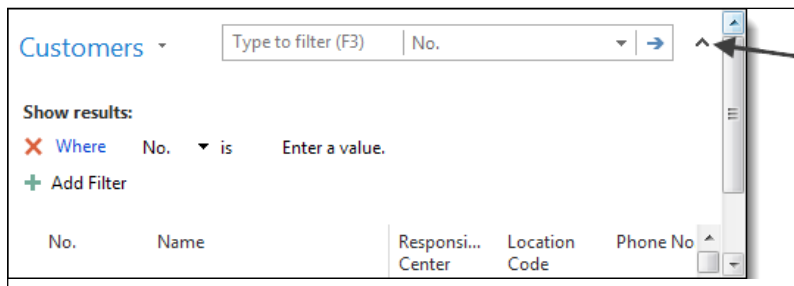 Customers
Type to filter (F3) No.
Show results:
Where No. is Enter a value.
Add Filter
No. Name Responsi... Center Location Code Phone No